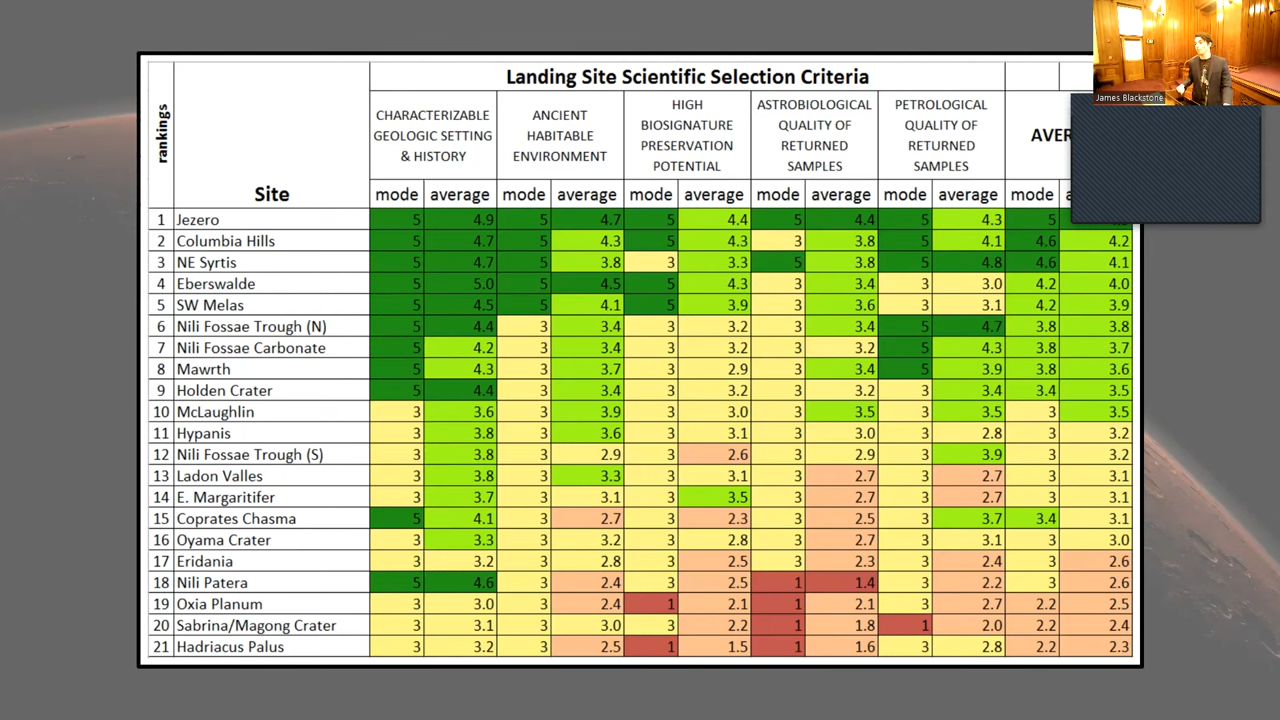 James Blackstone
Landing Site Scientific Selection Criteria
rankings
Site
CHARACTERIZABLE
GEOLOGIC SETTING
& HISTORY
ANCIENT
HABITABLE
ENVIRONMENT
HIGH
BIOSIGNATURE
PRESERVATION
POTENTIAL
ASTROBIOLOGICAL
QUALITY OF
RETURNED
SAMPLES
PETROLOGICAL
QUALITY OF
RETURNED
SAMPLES
mode average mode average mode average mode average mode average mode
1 Jezero 5 4.9 5 4.7 5 4.4 5 4.4 5 4.3 5
2 Columbia Hills 5 4.7 5 4.3 5 4.3 3 3.8 5 4.1 4.6 4.2
3 NE Syrtis 5 4.7 5 3.8 3 3.3 5 3.8 5 4.8 4.6 4.1
4 Eberswalde 5 5.0 5 4.5 5 4.3 3 3.4 3 3.0 4.2 4.0
5 SW Melas 5 4.5 5 4.1 5 3.9 3 3.6 3 3.1 4.2 3.9
6 Nili Fossae Trough (N) 5 4.4 3 3.4 3 3.2 3 3.4 5 4.7 3.8 3.8
7 Nili Fossae Carbonate 5 4.2 3 3.4 3 3.2 3 3.2 5 4.3 3.8 3.7
8 Mawrth 5 4.3 3 3.7 3 2.9 3 3.4 5 3.9 3.8 3.6
9 Holden Crater 5 4.4 3 3.4 3 3.2 3 3.2 3 3.4 3.4 3.5
10 McLaughlin 3 3.6 3 3.9 3 3.0 3 3.5 3 3.5 3 3.5
11 Hypanis 3 3.8 3 3.6 3 3.1 3 3.0 3 2.8 3 3.2
12 Nili Fossae Trough (S) 3 3.8 3 2.9 3 2.6 3 2.9 3 3.9 3 3.2
13 Ladon Valles 3 3.8 3 3.3 3 3.1 3 2.7 3 2.7 3 3.1
14 E. Margaritifer 3 3.7 3 3.1 3 3.5 3 2.7 3 2.7 3 3.1
15 Coprates Chasma 5 4.1 3 2.7 3 2.3 3 2.5 3 3.7 3.4 3.1
16 Oyama Crater 3 3.3 3 3.2 3 2.8 3 2.7 3 3.1 3 3.0
17 Eridania 3 3.2 3 2.8 3 2.5 3 2.3 3 2.4 3 2.6
18 Nili Patera 5 4.6 3 2.4 3 2.5 1 1.4 3 2.2 3 2.6
19 Oxia Planum 3 3.0 3 2.4 1 2.1 1 2.1 3 2.7 2.2 2.5
20 Sabrina/Magong Crater 3 3.1 3 3.0 3 2.2 1 1.8 1 2.0 2.2 2.4
21 Hadriacus Palus 3 3.2 3 2.5 1 1.5 1 1.6 3 2.8 2.2 2.3